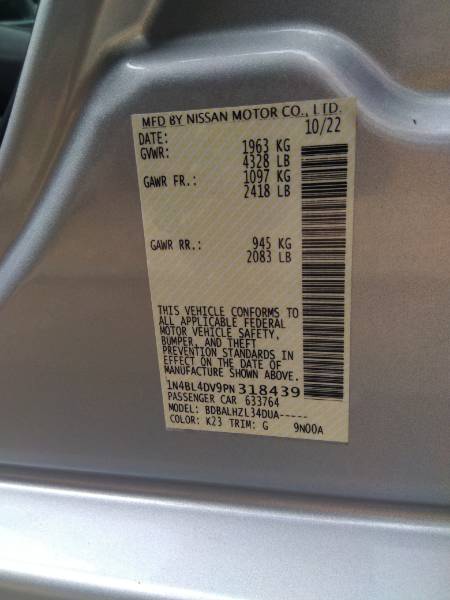 MFD BY NISSAN MOTOR CO., LTD.
DATE: 10/22
GVWR: 1963 KG
4328 LB
GAWR FR.: 1097 KG
2418 LB
GAWR RR.: 945 KG
2083 LB
THIS VEHICLE CONFORMS TO
ALL APPLICABLE FEDERAL
MOTOR VEHICLE SAFETY,
BUMPER, AND THEFT
PREVENTION STANDARDS IN
EFFECT ON THE DATE OF
MANUFACTURE SHOWN ABOVE.
1N4BL4DV9PN318439
PASSENGER CAR 633764
MODEL: BDBALHZL34DUA-----
COLOR: K23 TRIM: G 9N00A